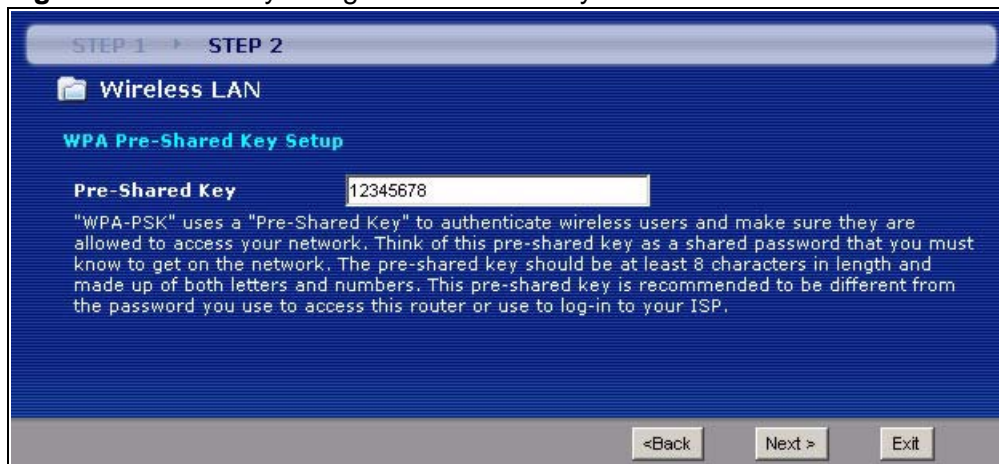 STEP 1 STEP 2
Wireless LAN
WPA Pre-Shared Key Setup
Pre-Shared Key 12345678
"WPA-PSK" uses a "Pre-Shared Key" to authenticate wireless users and make sure they are
allowed to access your network. Think of this pre-shared key as a shared password that you must
know to get on the network. The pre-shared key should be at least 8 characters in length and
made up of both letters and numbers. This pre-shared key is recommended to be different from
the password you use to access this router or use to log-in to your ISP.
<Back Next > Exit